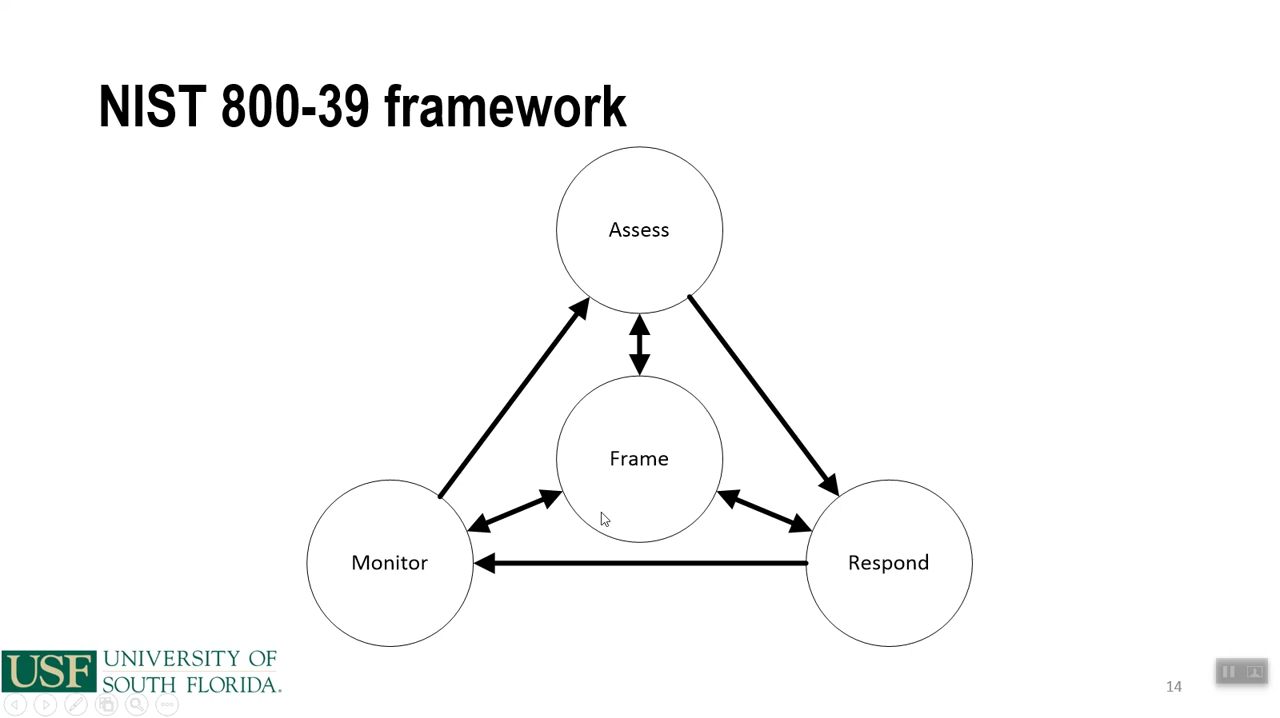 NIST 800-39 framework
Assess
Frame
Monitor
Respond
USF UNIVERSITY OF
SOUTH FLORIDA.
14